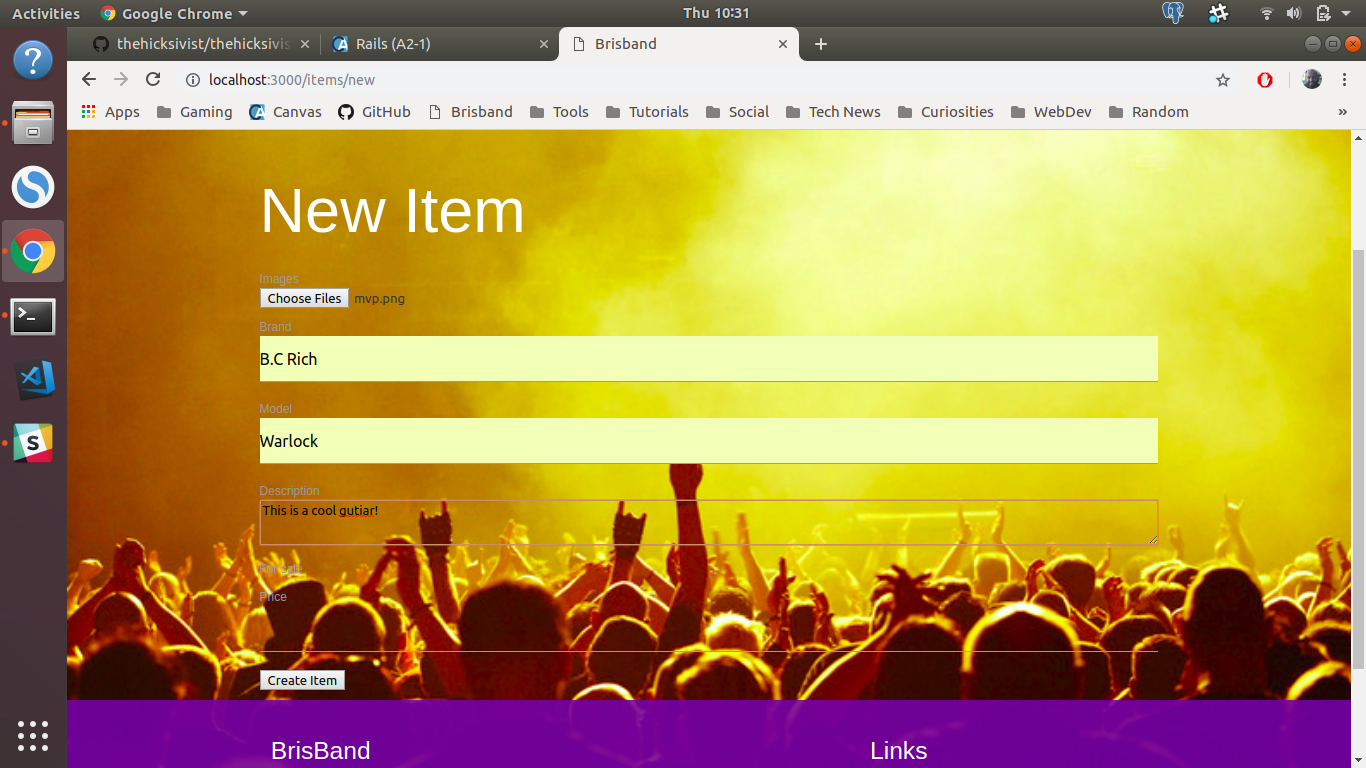 Activities Google Chrome Thu 10:31
thehicksivist/thehicksivis Rails (A2-1) Brisband
localhost:3000/items/new
Apps Gaming Canvas GitHub Brisband Tools Tutorials Social Tech News Curiosities WebDev Random »
New Item
Images
Choose Files mvp.png
Brand
B.C Rich
Model
Warlock
Description
This is a cool gutiar!
For sale
Price
Create Item
BrisBand Links